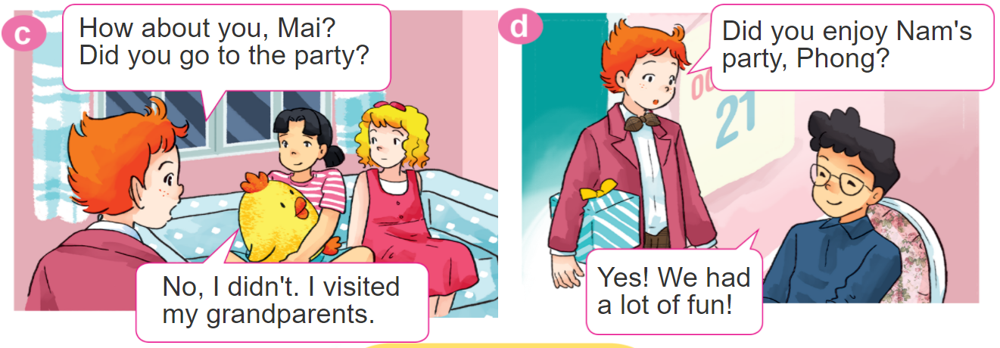 c
How about you, Mai?
Did you go to the party?
No, I didn't. I visited
my grandparents.
d
Did you enjoy Nam's
party, Phong?
21
Yes! We had
a lot of fun!